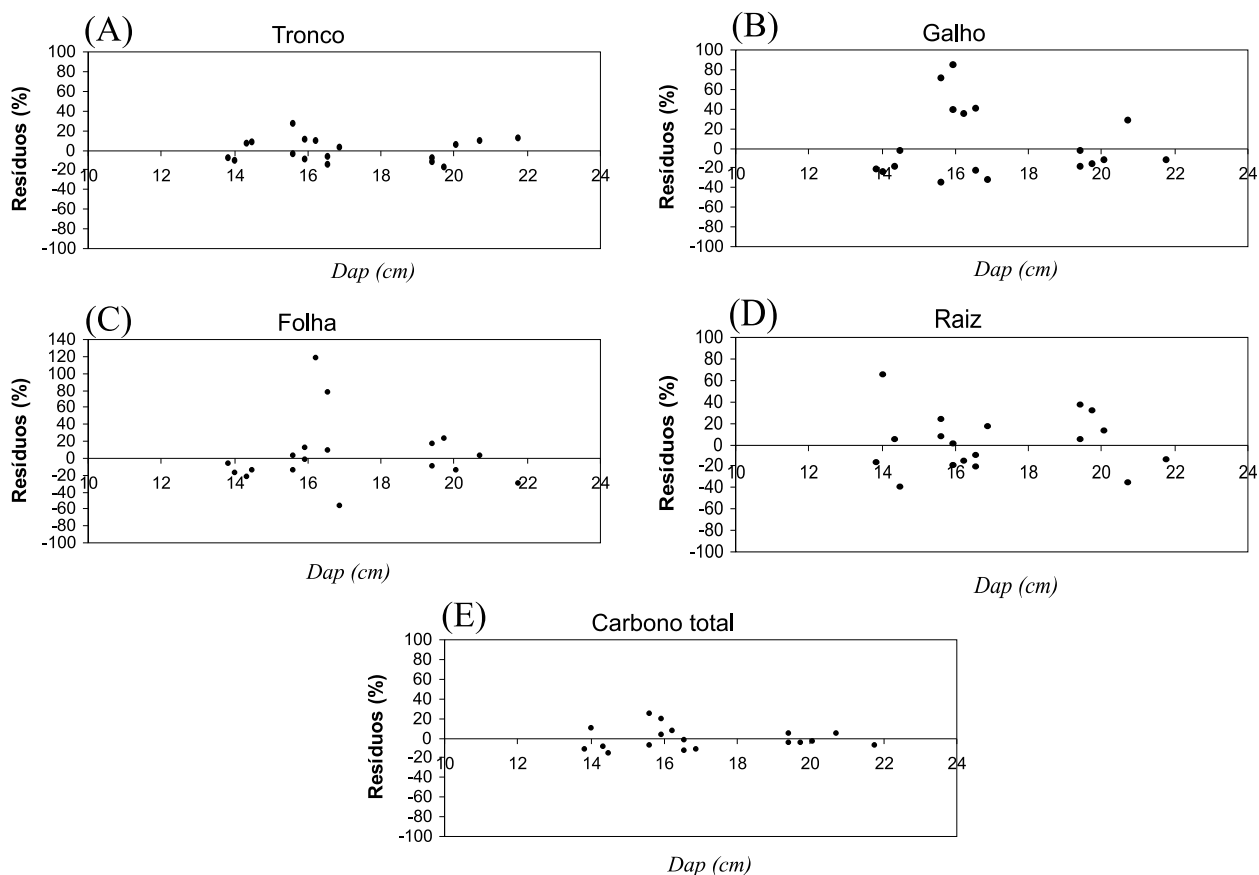 (A)
Tronco
Resíduos (%)
100
80
60
40
20
0
-20
-40
-60
-80
-100
10 12 14 16 18 20 22 24
Dap (cm)
(B)
Galho
Resíduos (%)
100
80
60
40
20
0
-20
-40
-60
-80
-100
10 12 14 16 18 20 22 24
Dap (cm)
(C)
Folha
Resíduos (%)
140
120
100
80
60
40
20
0
-20
-40
-60
-80
-100
10 12 14 16 18 20 22 24
Dap (cm)
(D)
Raiz
Resíduos (%)
100
80
60
40
20
0
-20
-40
-60
-80
-100
10 12 14 16 18 20 22 24
Dap (cm)
(E)
Carbono total
Resíduos (%)
100
80
60
40
20
0
-20
-40
-60
-80
-100
10 12 14 16 18 20 22 24
Dap (cm)